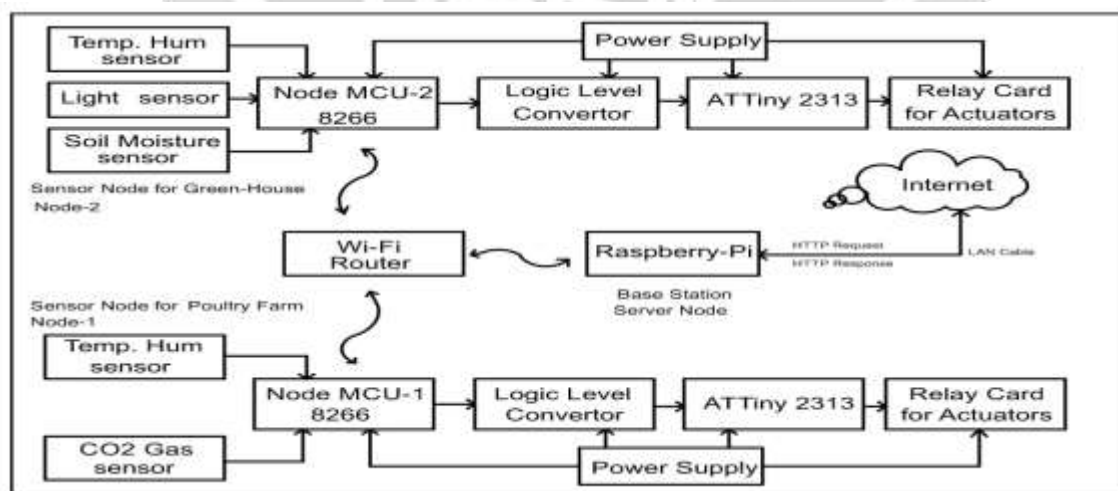 Temp. Hum
sensor
Light sensor
Soil Moisture
sensor
Node MCU-2
8266
Power Supply
Logic Level
Convertor
ATTiny 2313
Relay Card
for Actuators
Sensor Node for Green-House
Node-2
Internet
Wi-Fi
Router
Raspberry-Pi
HTTP Request
HTTP Response
LAN Cable
Base Station
Server Node
Sensor Node for Poultry Farm
Node-1
Temp. Hum
sensor
CO2 Gas
sensor
Node MCU-1
8266
Logic Level
Convertor
ATTiny 2313
Relay Card
for Actuators
Power Supply